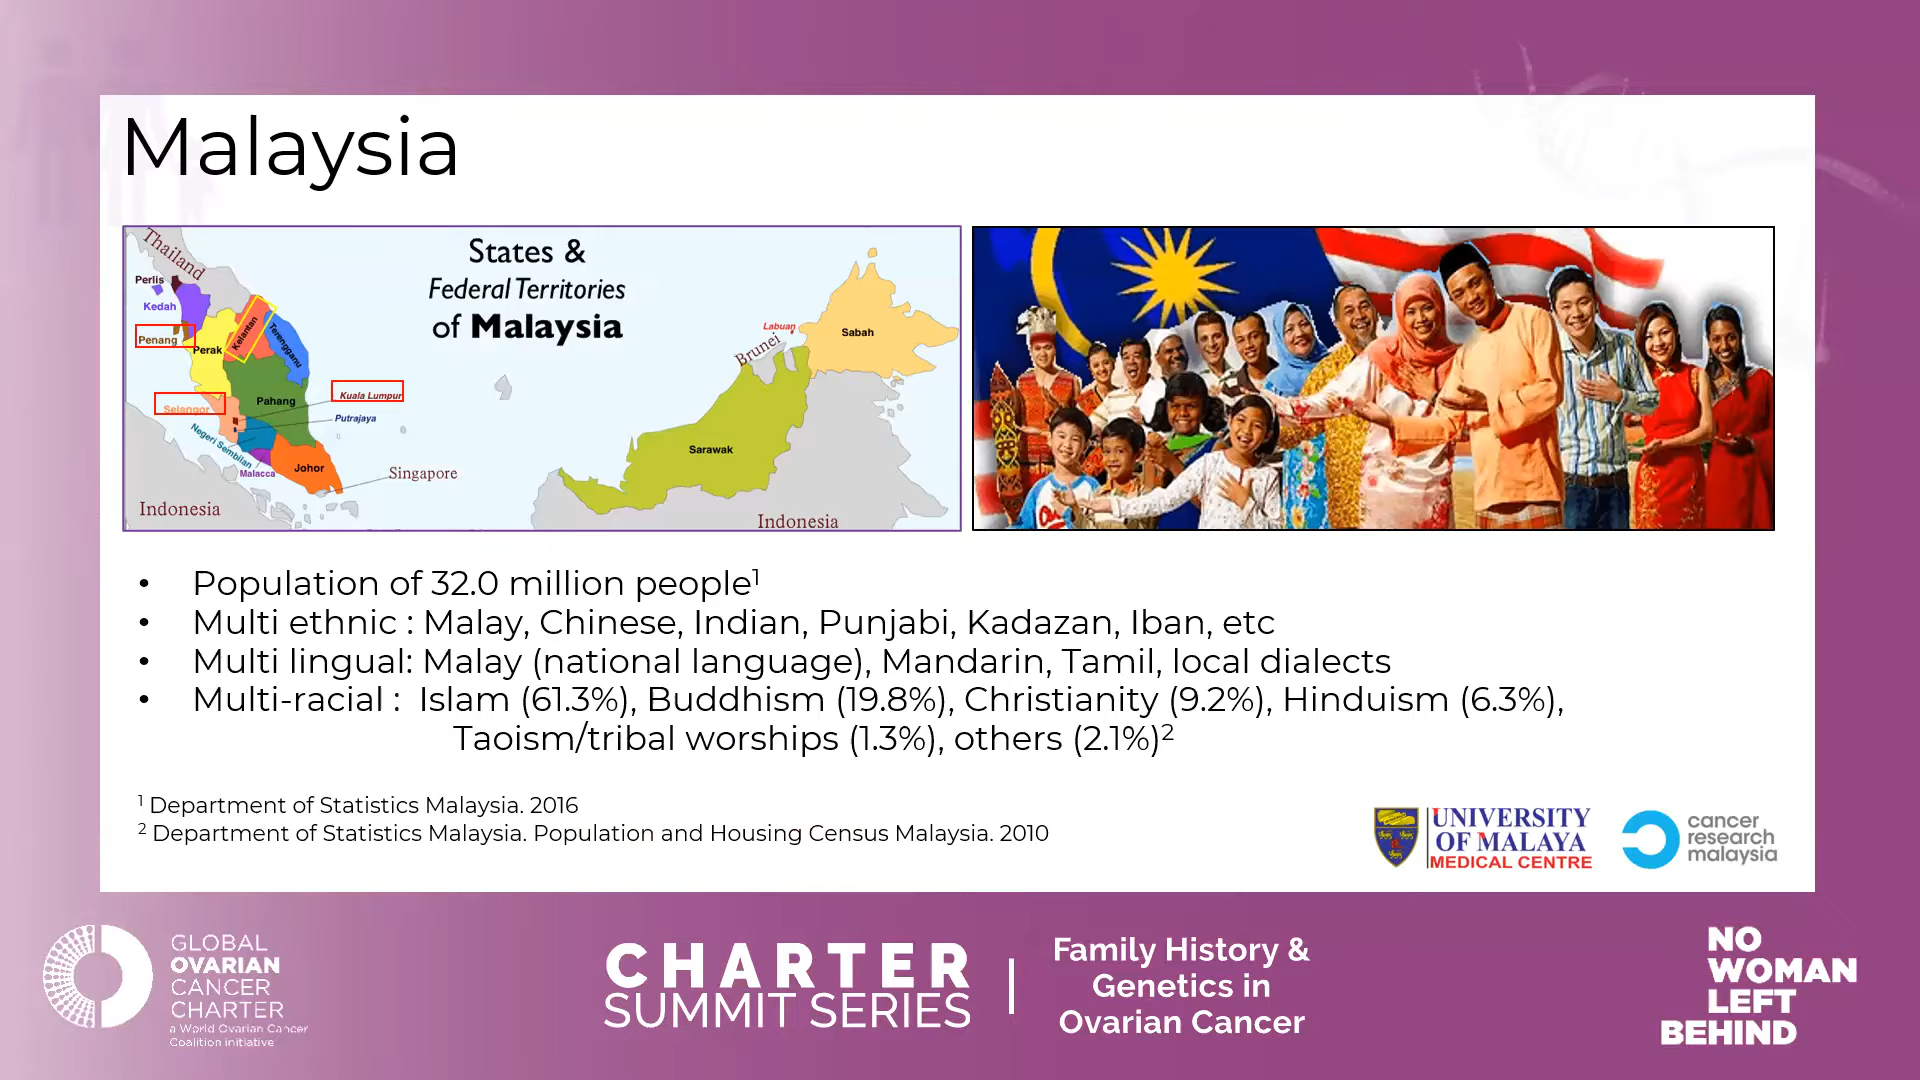 Malaysia
States &
Federal Territories
of Malaysia
Thailand
Perlis
Kedah
Penang
Perak
Kelantan
Terengganu
Selangor
Pahang
Kuala Lumpur
Putrajaya
Negeri Sembilan
Malacca
Johor
Singapore
Indonesia
Labuan
Brunei
Sabah
Sarawak
Indonesia
• Population of 32.0 million people¹
• Multi ethnic : Malay, Chinese, Indian, Punjabi, Kadazan, Iban, etc
• Multi lingual: Malay (national language), Mandarin, Tamil, local dialects
• Multi-racial : Islam (61.3%), Buddhism (19.8%), Christianity (9.2%), Hinduism (6.3%),
Taoism/tribal worships (1.3%), others (2.1%)²
¹ Department of Statistics Malaysia. 2016
² Department of Statistics Malaysia. Population and Housing Census Malaysia. 2010
UNIVERSITY
OF MALAYA
MEDICAL CENTRE
cancer
research
malaysia
GLOBAL
OVARIAN
CANCER
CHARTER
a World Ovarian Cancer
Coalition initiative
CHARTER
SUMMIT SERIES
Family History &
Genetics in
Ovarian Cancer
NO
WOMAN
LEFT
BEHIND